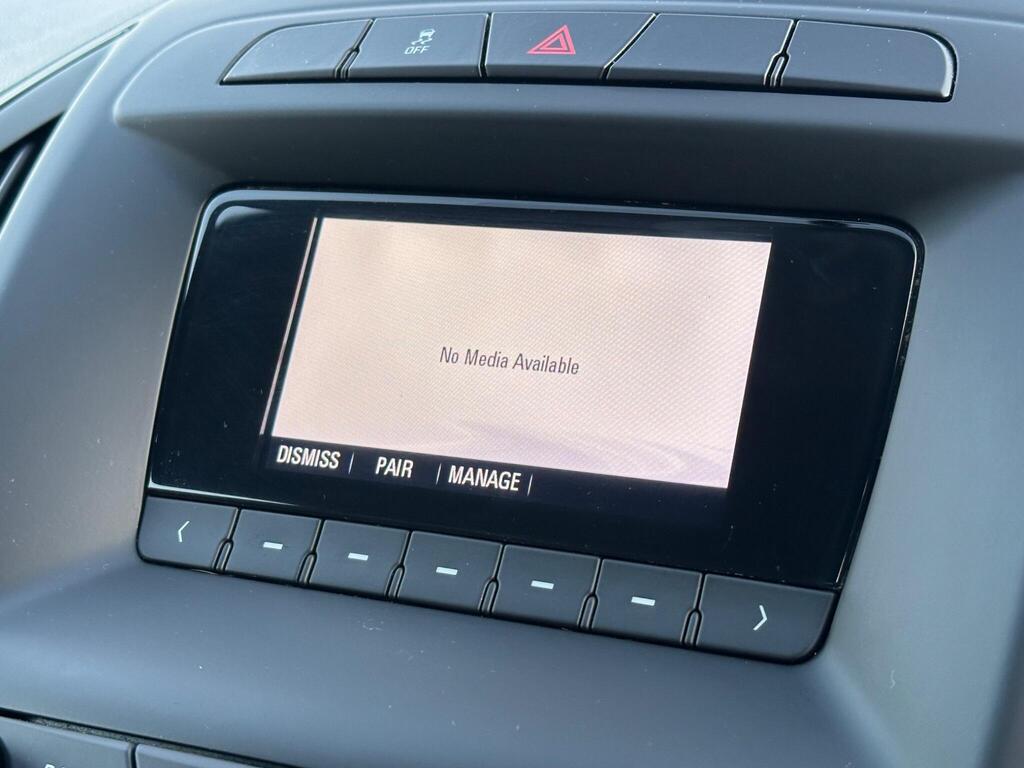 OFF
No Media Available
DISMISS | PAIR | MANAGE |